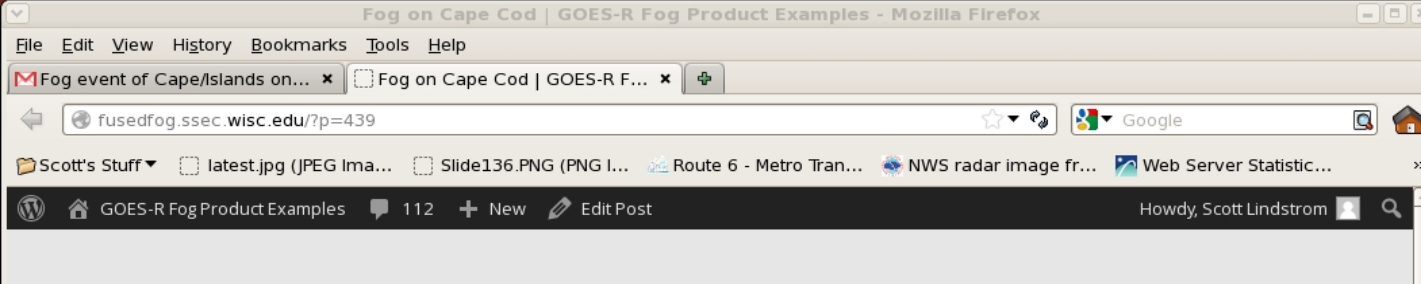 Fog on Cape Cod | GOES-R Fog Product Examples - Mozilla Firefox
File Edit View History Bookmarks Tools Help
Fog event of Cape/Islands on... Fog on Cape Cod | GOES-R F...
fusedfog.ssec.wisc.edu/?p=439 Google
Scott's Stuff latest.jpg (JPEG Ima... Slide136.PNG (PNG I... Route 6 - Metro Tran... NWS radar image fr... Web Server Statistic... »
GOES-R Fog Product Examples 112 New Edit Post Howdy, Scott Lindstrom